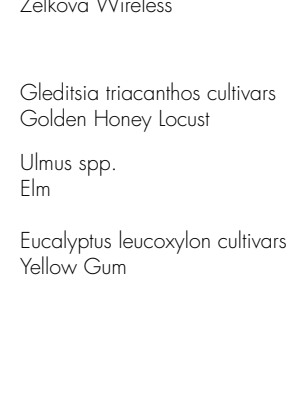 Zelkova Wireless
Gleditsia triacanthos cultivars
Golden Honey Locust
Ulmus spp.
Elm
Eucalyptus leucoxylon cultivars
Yellow Gum